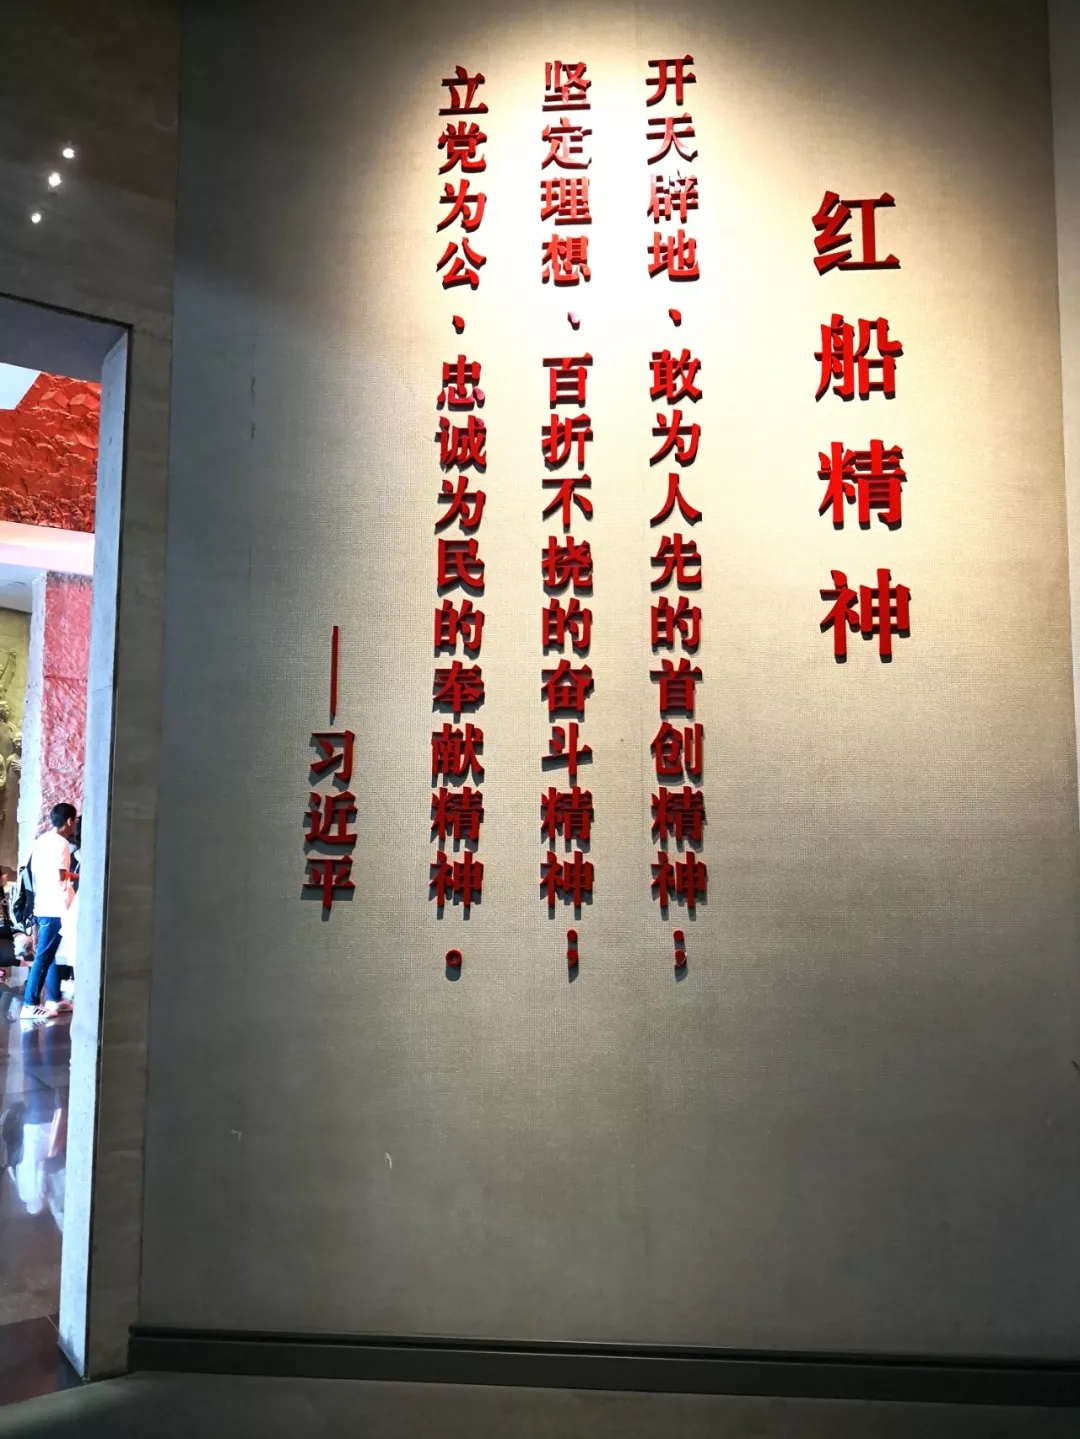 红船精神
开天辟地、敢为人先的首创精神；
坚定理想、百折不挠的奋斗精神；
立党为公、忠诚为民的奉献精神。
——习近平